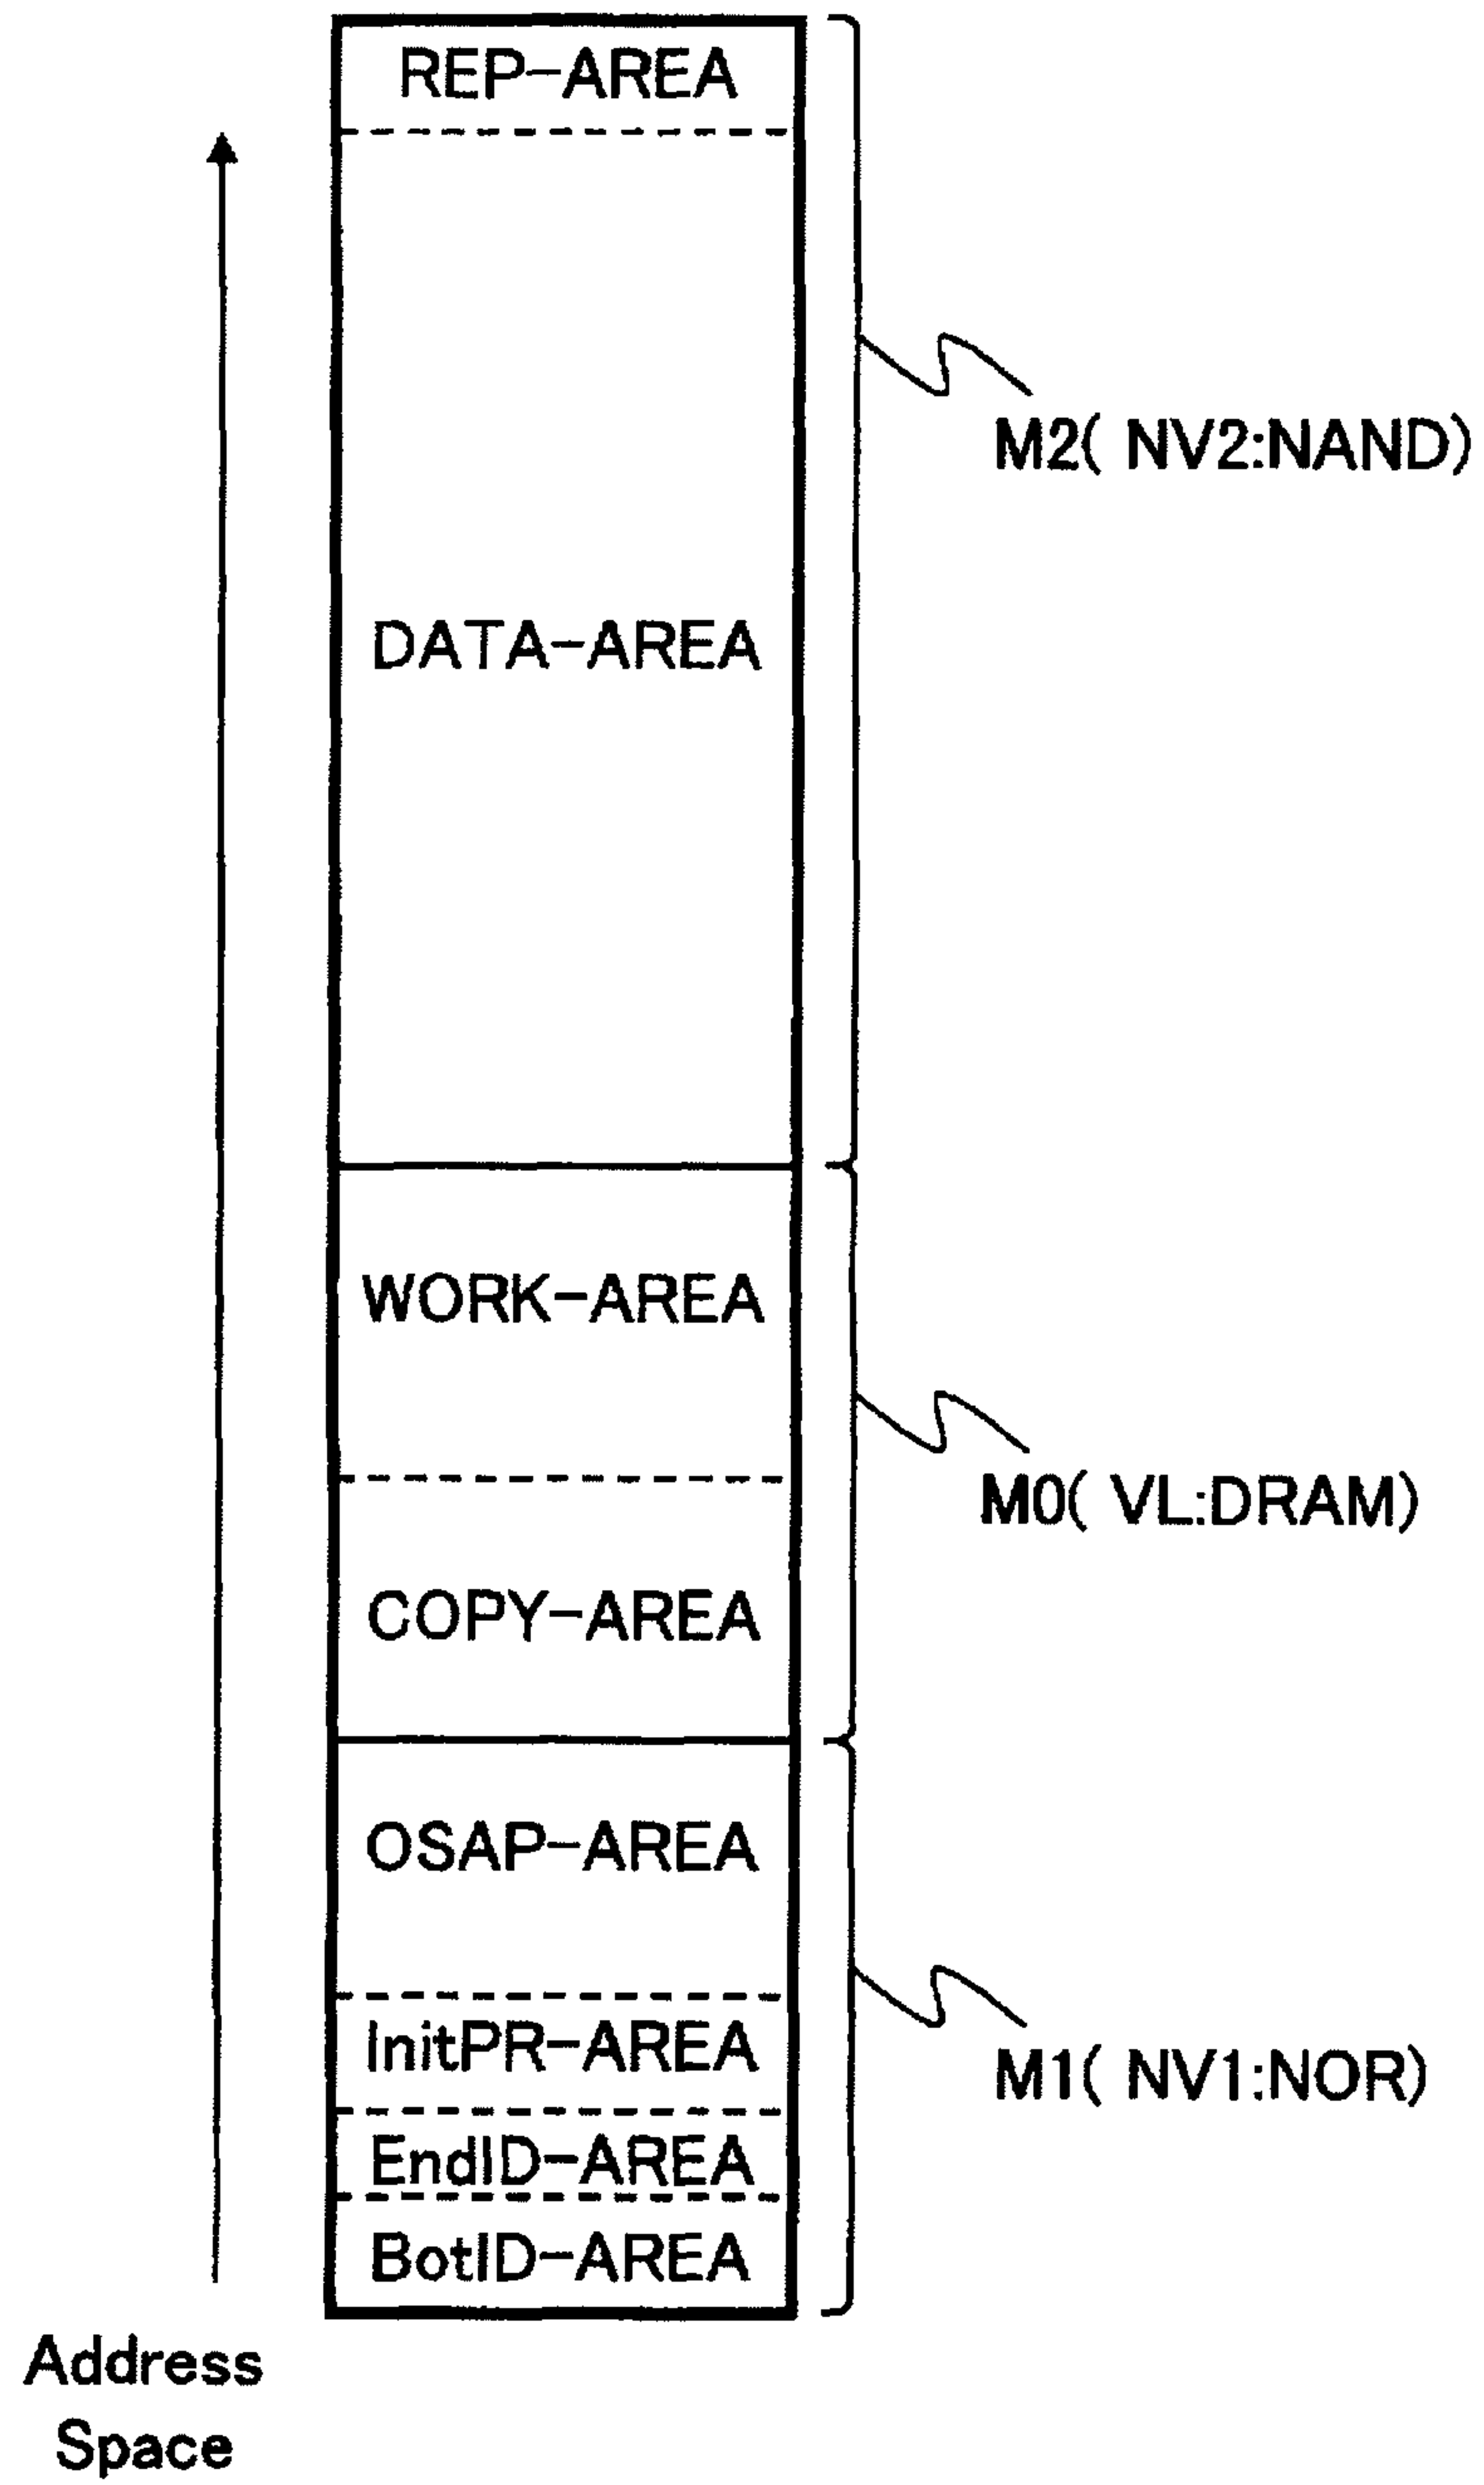 REP-AREA
M2( NV2:NAND)
DATA-AREA
WORK-AREA
M0( VL:DRAM)
COPY-AREA
OSAP-AREA
InitPR-AREA
M1( NV1:NOR)
EndID-AREA
BotID-AREA
Address
Space